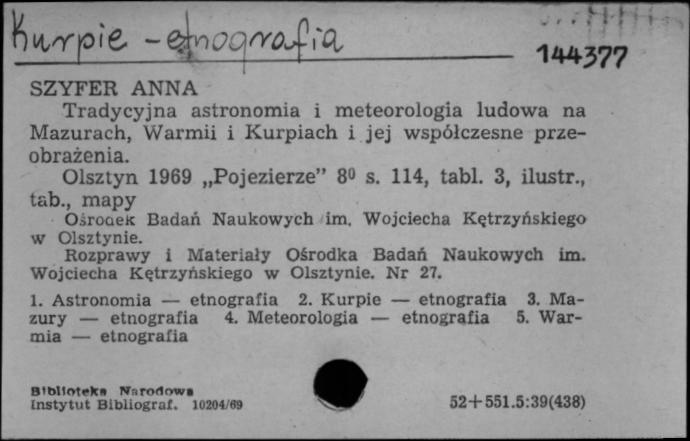 Kurpie - etnografia
144377
SZYFER ANNA
Tradycyjna astronomia i meteorologia ludowa na
Mazurach, Warmii i Kurpiach i jej współczesne prze-
obrażenia.
Olsztyn 1969 „Pojezierze” 8⁰ s. 114, tabl. 3, ilustr.,
tab., mapy
Ośrodek Badań Naukowych im. Wojciecha Kętrzyńskiego
w Olsztynie.
Rozprawy i Materiały Ośrodka Badań Naukowych im.
Wojciecha Kętrzyńskiego w Olsztynie. Nr 27.
1. Astronomia — etnografia 2. Kurpie — etnografia 3. Ma-
zury — etnografia 4. Meteorologia — etnografia 5. War-
mia — etnografia
Biblioteka Narodowa
Instytut Bibliograf. 10204/69
52+551.5:39(438)